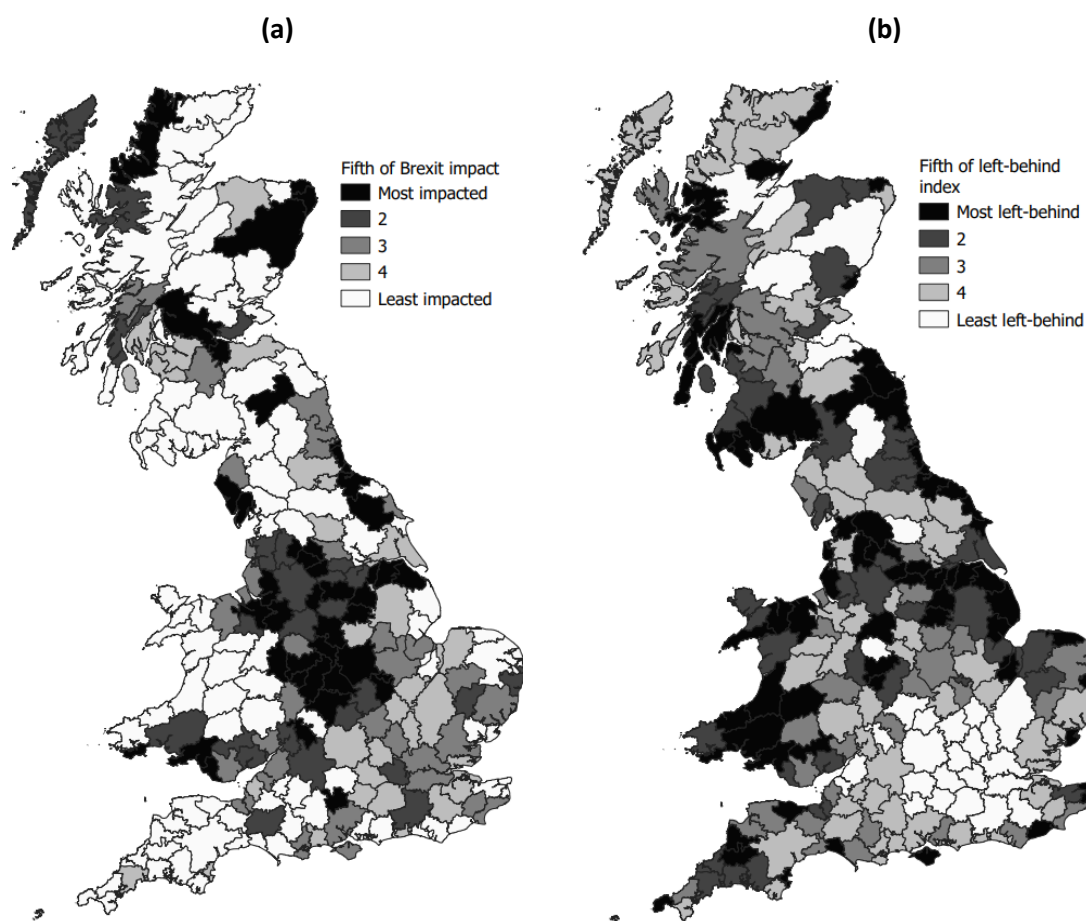 (a)
(b)
Fifth of Brexit impact
Most impacted
2
3
4
Least impacted
Fifth of left-behind
index
Most left-behind
2
3
4
Least left-behind